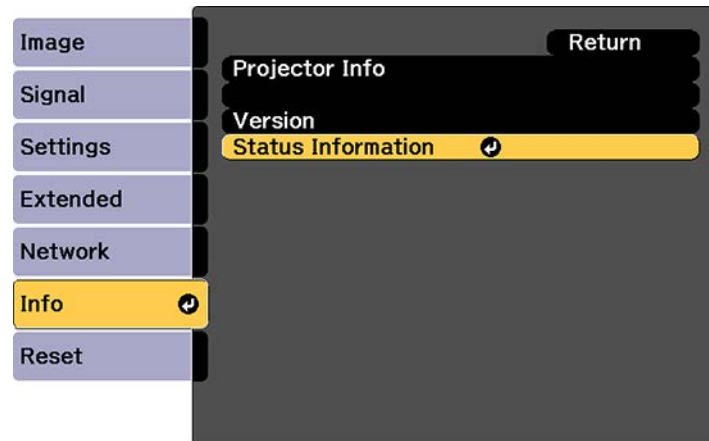 Image
Signal
Settings
Extended
Network
Info
Reset
Return
Projector Info
Version
Status Information